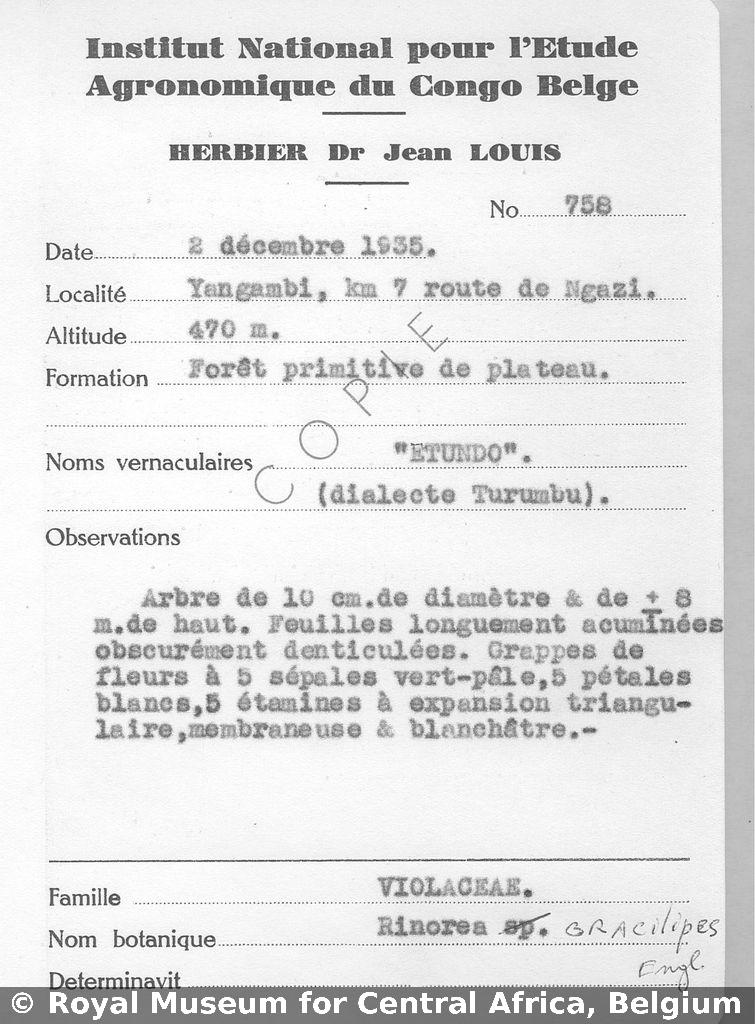 Institut National pour l'Etude
Agronomique du Congo Belge
HERBIER Dr Jean LOUIS
No 758
Date 2 décembre 1935.
Localité Yangambi, km 7 route de Ngazi.
Altitude 470 m.
Formation Forêt primitive de plateau.
COPIE
Noms vernaculaires "ETUNDO".
(dialecte Turumbu).
Observations
Arbre de 10 cm.de diamètre & de ± 8
m.de haut. Feuilles longuement acuminées
obscurément denticulées. Grappes de
fleurs à 5 sépales vert-pâle,5 pétales
blancs,5 étamines à expansion triangu-
laire,membraneuse & blanchâtre.-
Famille VIOLACEAE.
Nom botanique Rinorea sp. GRACILIPES
Engl.
Determinavit
© Royal Museum for Central Africa, Belgium